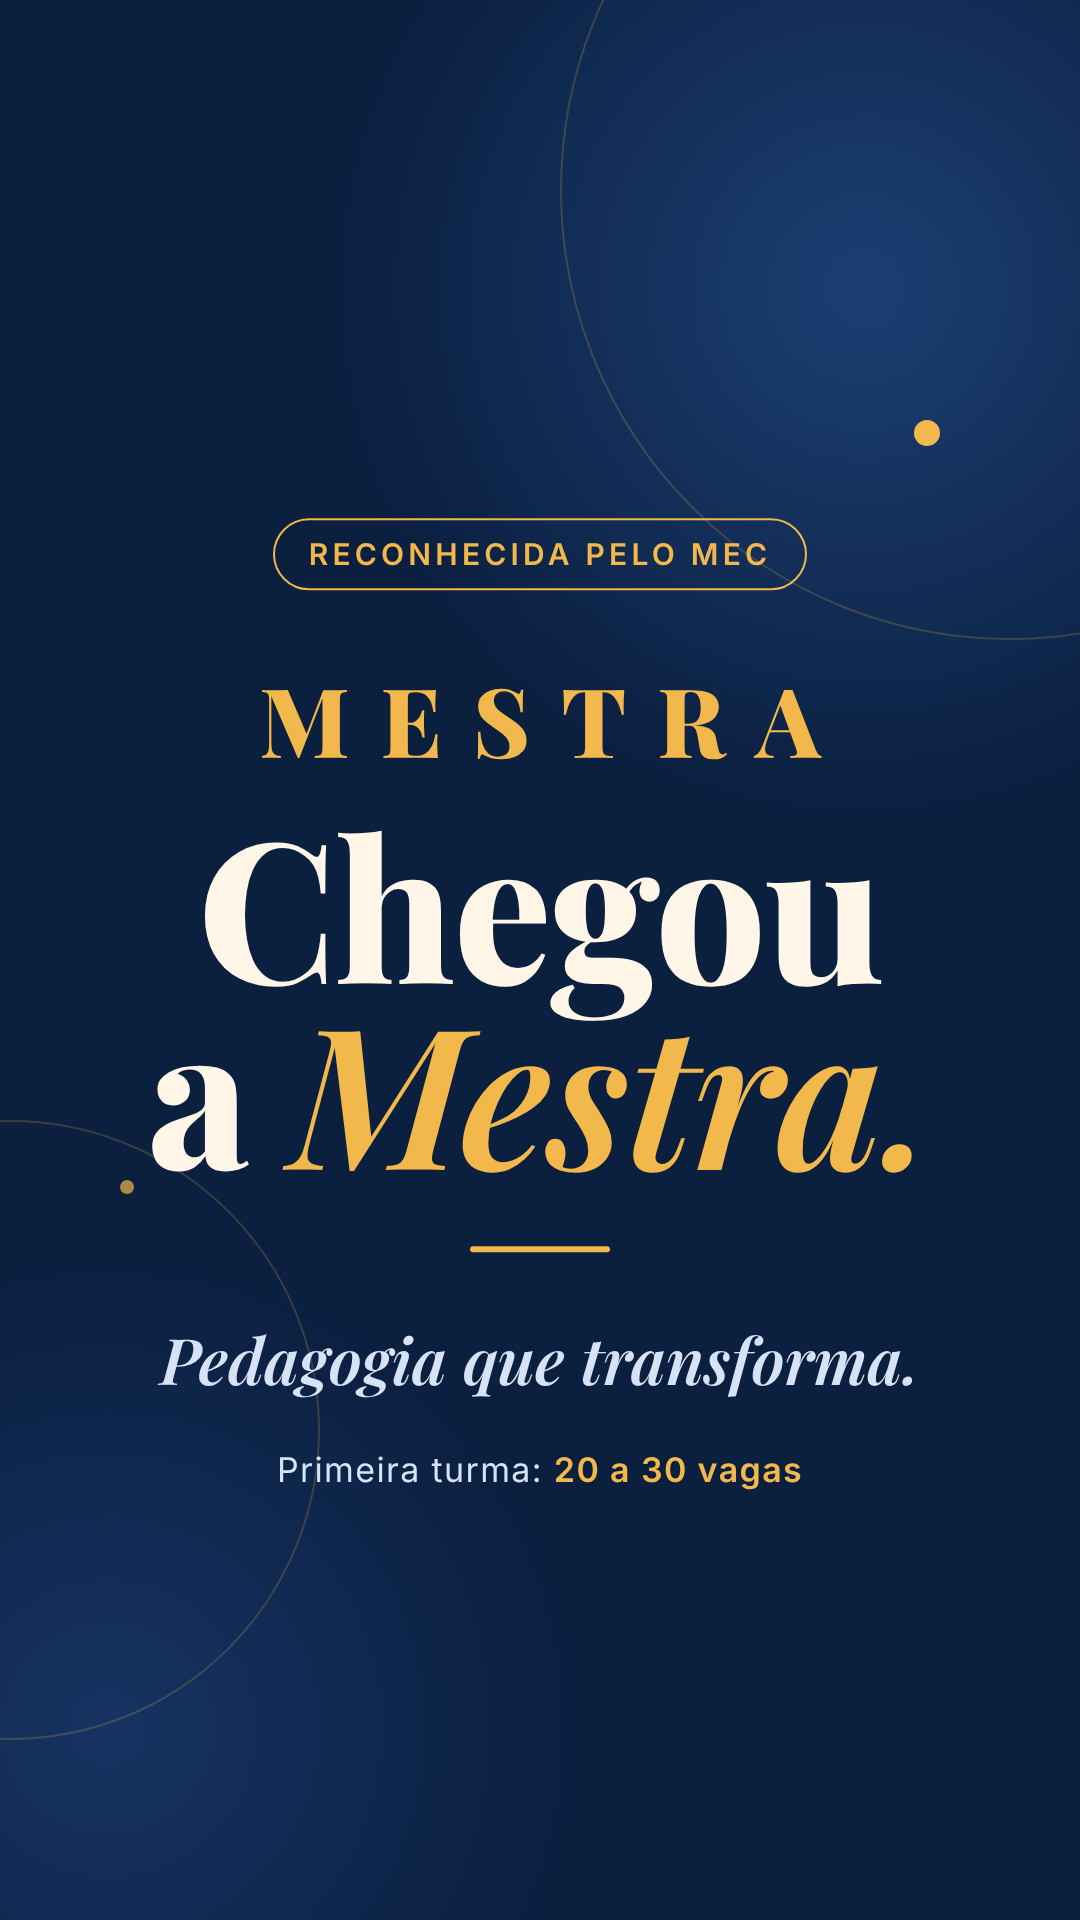 RECONHECIDA PELO MEC
MESTRA
Chegou
a Mestra.
Pedagogia que transforma.
Primeira turma: 20 a 30 vagas